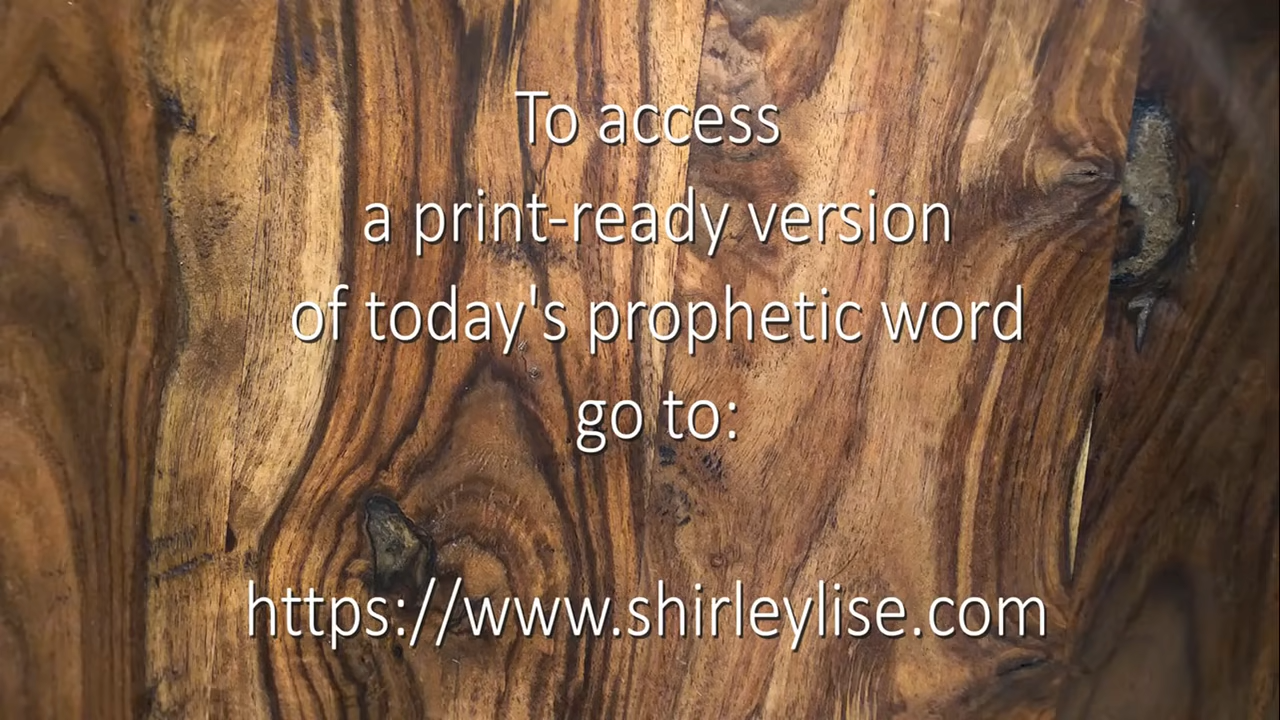 To access
a print-ready version
of today's prophetic word
go to:
https://www.shirleylise.com